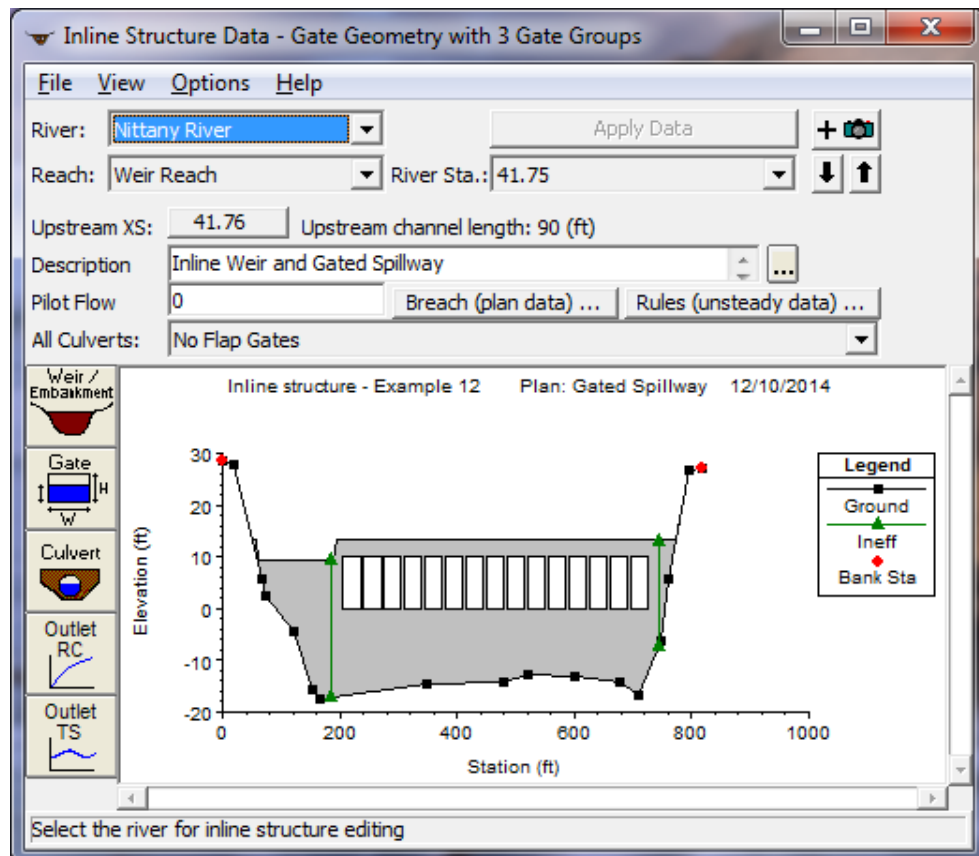 Inline Structure Data - Gate Geometry with 3 Gate Groups
File View Options Help
River: Nittany River Apply Data +
Reach: Weir Reach River Sta.: 41.75
Upstream XS: 41.76 Upstream channel length: 90 (ft)
Description Inline Weir and Gated Spillway ...
Pilot Flow 0 Breach (plan data) ... Rules (unsteady data) ...
All Culverts: No Flap Gates
Weir / Embankment
Gate
H
W
Culvert
Outlet
RC
Outlet
TS
Inline structure - Example 12 Plan: Gated Spillway 12/10/2014
30
20
10
0
-10
-20
Elevation (ft)
0 200 400 600 800 1000
Station (ft)
Legend
Ground
Ineff
Bank Sta
Select the river for inline structure editing